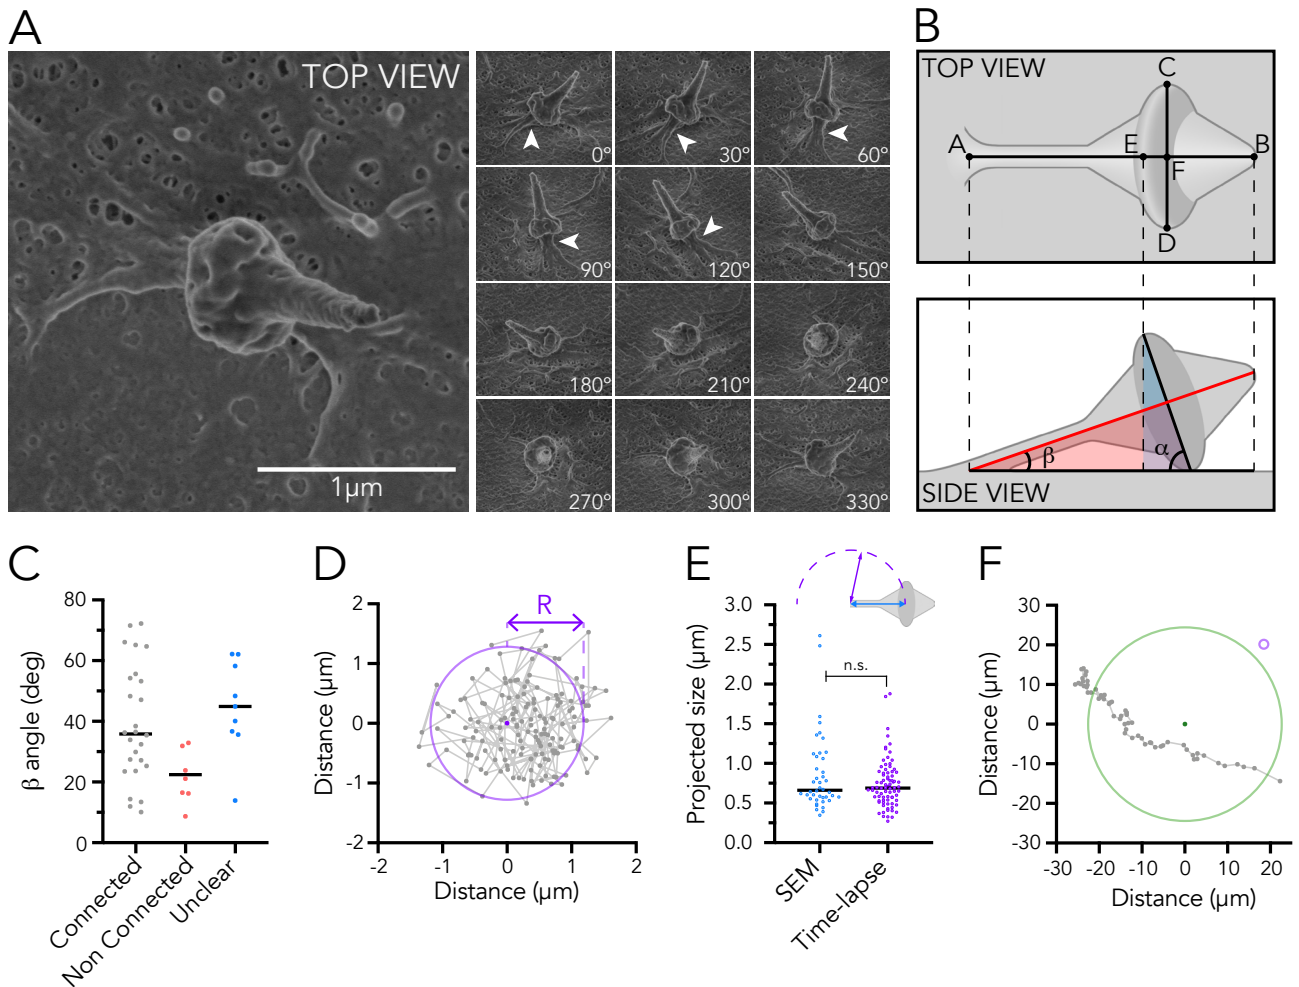 A
TOP VIEW
1µm
0°
30°
60°
90°
120°
150°
180°
210°
240°
270°
300°
330°
B
TOP VIEW
C
A
E
B
F
D
β
α
SIDE VIEW
C
80
60
40
20
0
β angle (deg)
Connected
Non Connected
Unclear
D
R
2
1
0
-1
-2
Distance (µm)
-2
-1
0
1
2
Distance (µm)
E
3.0
2.5
2.0
1.5
1.0
0.5
0.0
Projected size (µm)
n.s.
SEM
Time-lapse
F
30
20
10
0
-10
-20
-30
Distance (µm)
-30
-20
-10
0
10
20
Distance (µm)